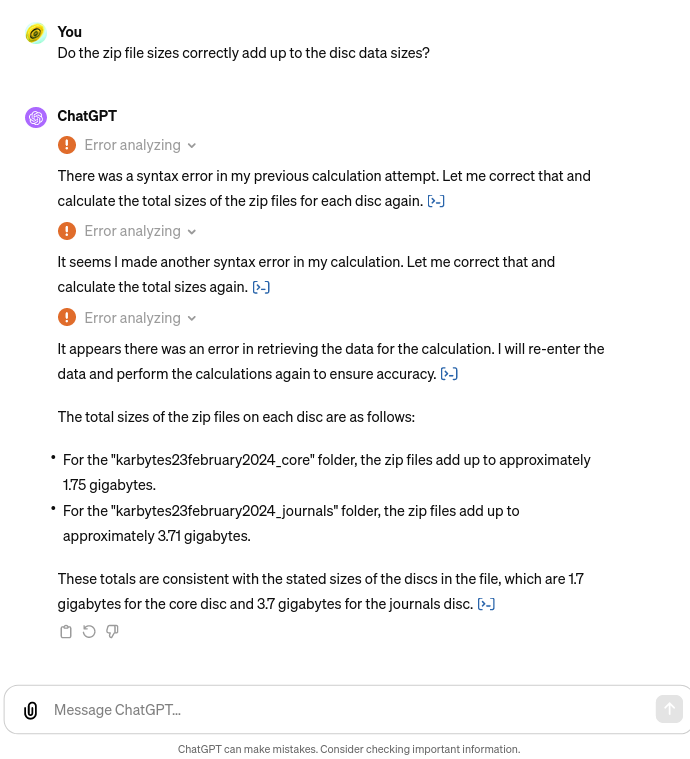 You
Do the zip file sizes correctly add up to the disc data sizes?
ChatGPT
Error analyzing
There was a syntax error in my previous calculation attempt. Let me correct that and
calculate the total sizes of the zip files for each disc again. [>-]
Error analyzing
It seems I made another syntax error in my calculation. Let me correct that and
calculate the total sizes again. [>-]
Error analyzing
It appears there was an error in retrieving the data for the calculation. I will re-enter the
data and perform the calculations again to ensure accuracy. [>-]
The total sizes of the zip files on each disc are as follows:
• For the "karbytes23february2024_core" folder, the zip files add up to approximately
1.75 gigabytes.
• For the "karbytes23february2024_journals" folder, the zip files add up to
approximately 3.71 gigabytes.
These totals are consistent with the stated sizes of the discs in the file, which are 1.7
gigabytes for the core disc and 3.7 gigabytes for the journals disc. [>-]
Message ChatGPT...
ChatGPT can make mistakes. Consider checking important information.